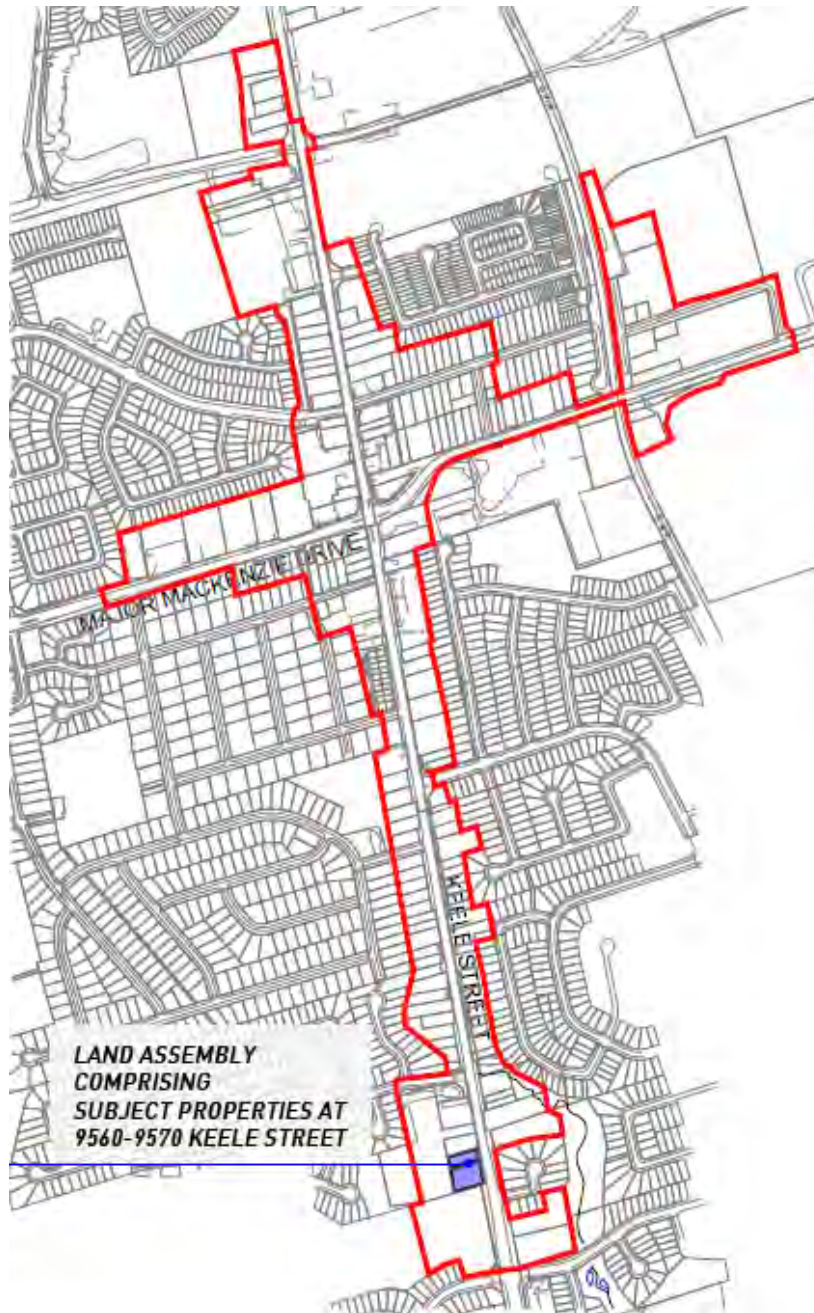 MAJOR MACKENZIE DRIVE
KEELE STREET
LAND ASSEMBLY
COMPRISING
SUBJECT PROPERTIES AT
9560-9570 KEELE STREET